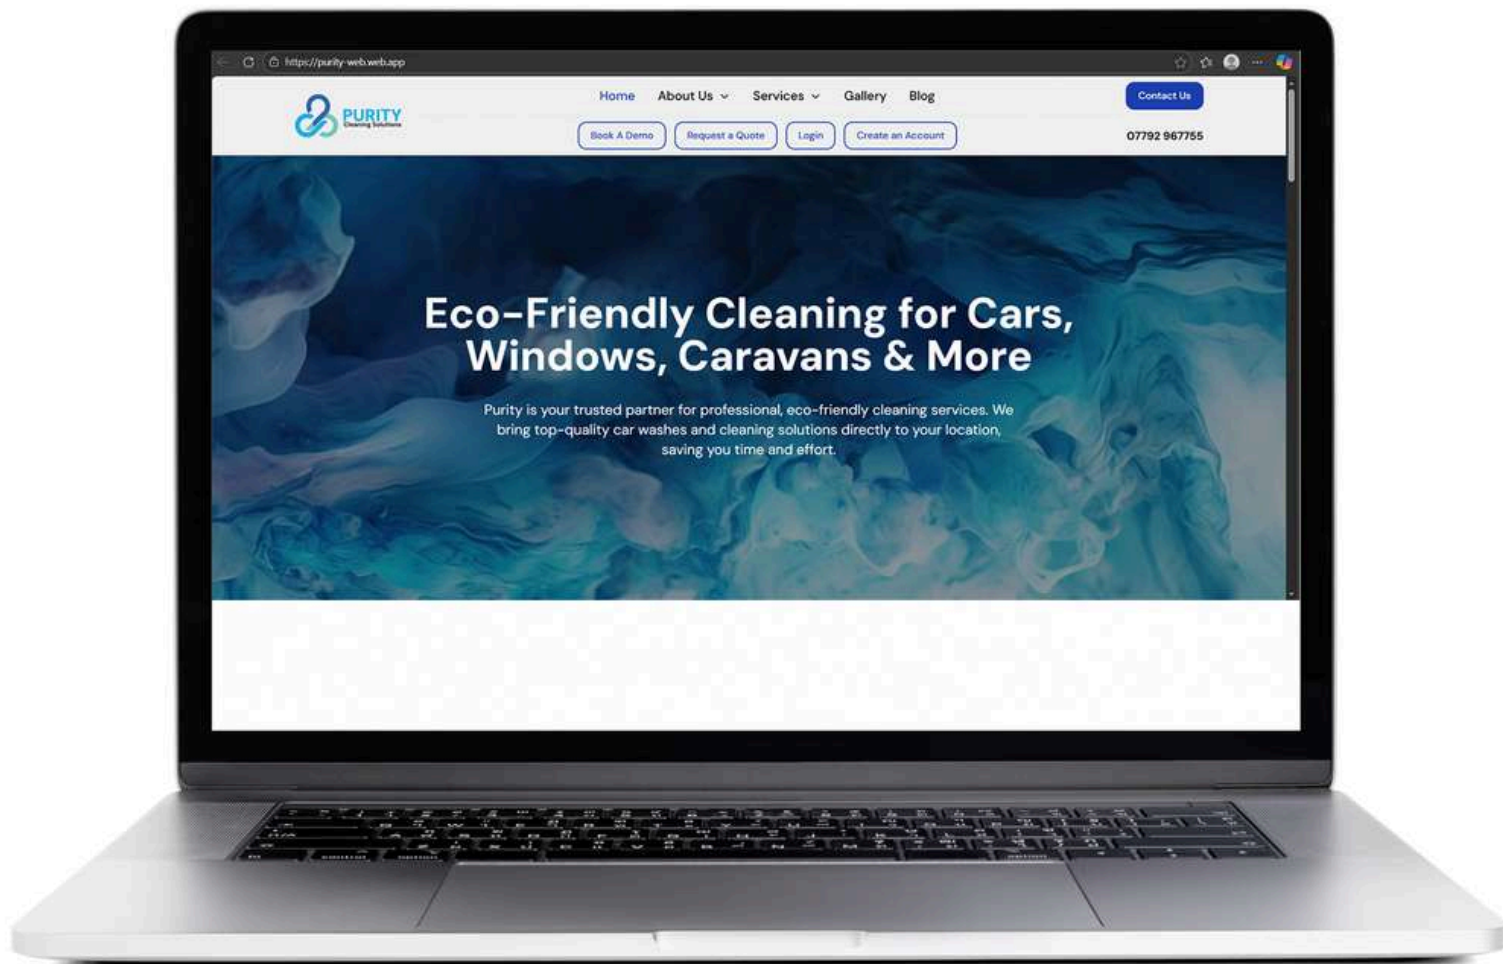 https://purity-web.web.app
PURITY
Cleaning Solutions
Home About Us Services Gallery Blog
Contact Us
Book A Demo Request a Quote Login Create an Account
07792 967755
Eco-Friendly Cleaning for Cars,
Windows, Caravans & More
Purity is your trusted partner for professional, eco-friendly cleaning services. We
bring top-quality car washes and cleaning solutions directly to your location,
saving you time and effort.
control option
option